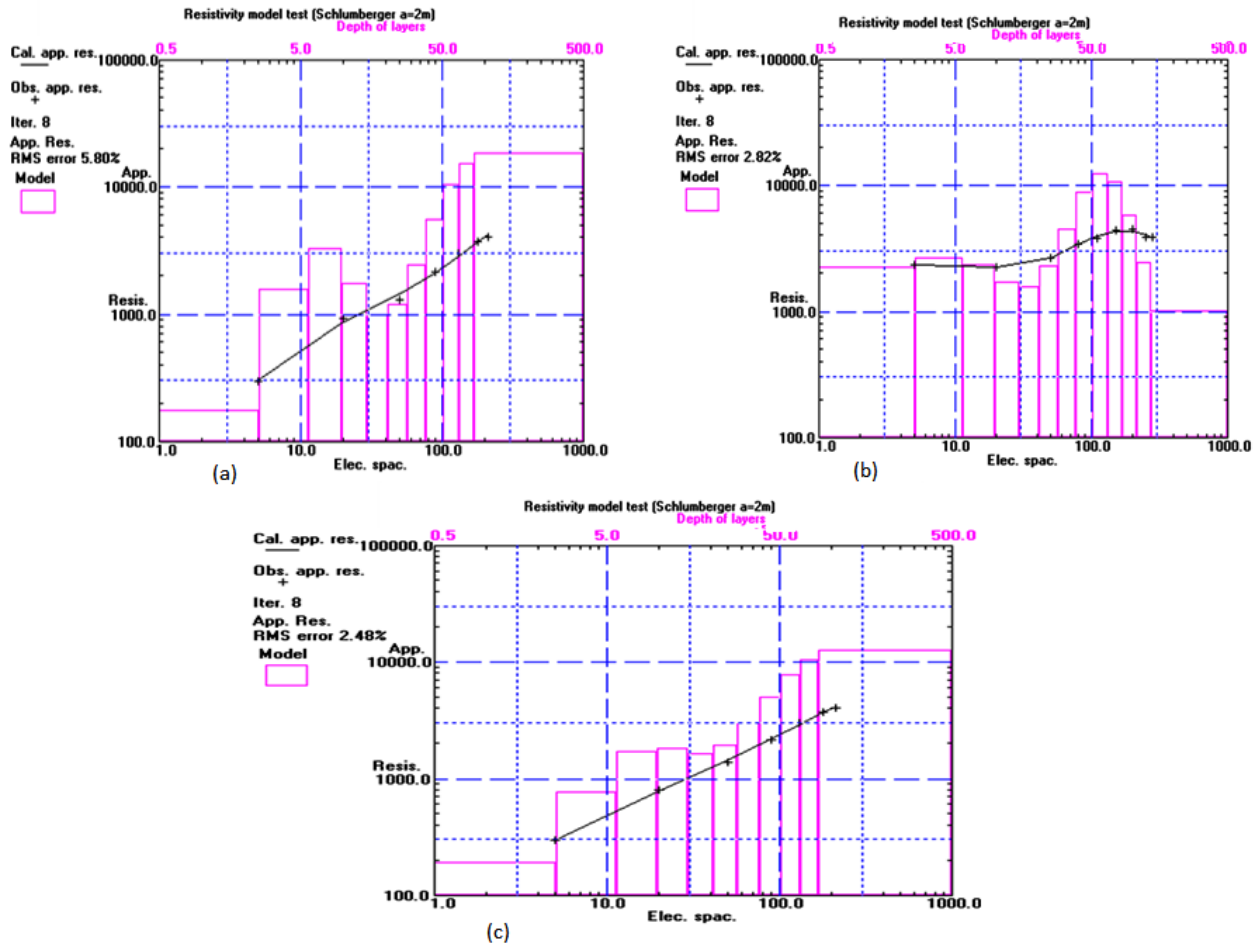 Resistivity model test (Schlumberger a=2m)
Depth of layers
0.5 5.0 50.0 500.0
Cal. app. res.
100000.0
Obs. app. res.
+
Iter. 8
App. Res.
RMS error 5.80%
App.
Model
10000.0
Resis.
1000.0
100.0
1.0 10.0 100.0 1000.0
Elec. spac.
(a)
Resistivity model test (Schlumberger a=2m)
Depth of layers
0.5 5.0 50.0 500.0
Cal. app. res.
100000.0
Obs. app. res.
+
Iter. 8
App. Res.
RMS error 2.82%
App.
Model
10000.0
Resis.
1000.0
100.0
1.0 10.0 100.0 1000.0
Elec. spac.
(b)
Resistivity model test (Schlumberger a=2m)
Depth of layers
0.5 5.0 50.0 500.0
Cal. app. res.
100000.0
Obs. app. res.
+
Iter. 8
App. Res.
RMS error 2.48%
App.
Model
10000.0
Resis.
1000.0
100.0
1.0 10.0 100.0 1000.0
Elec. spac.
(c)